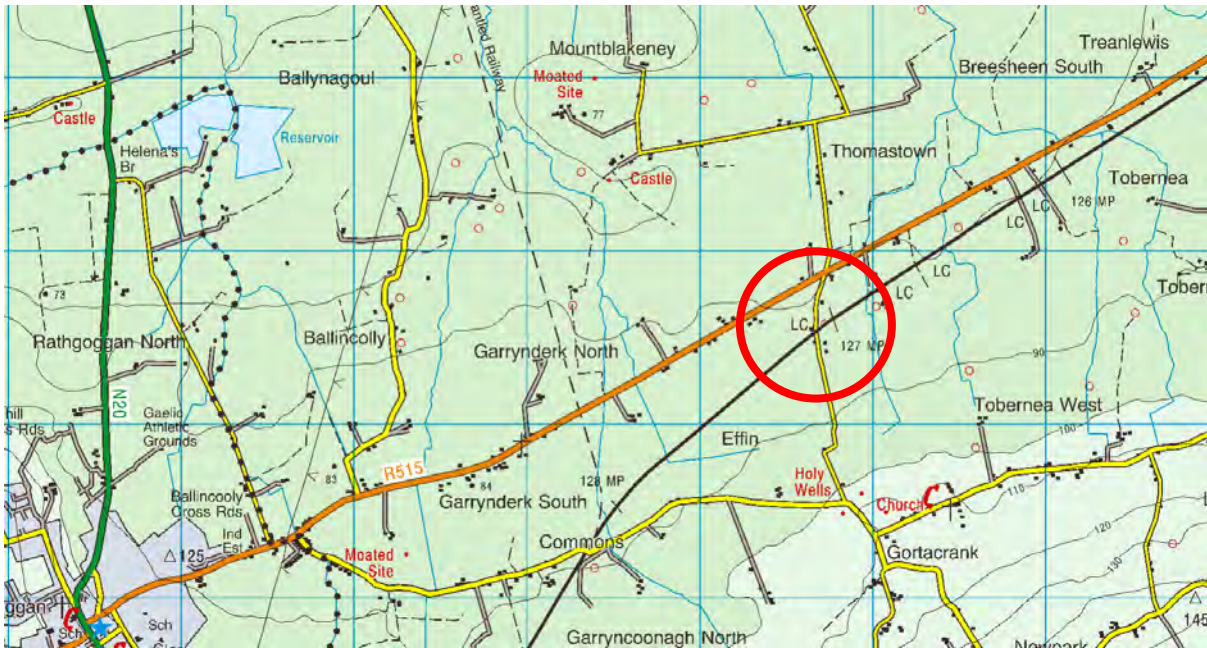 Mountblakeney
Treanlewis
Breesheen South
Ballynagoul
Moated
Site
77
Castle
Reservoir
Helena's
Br
Thomastown
Castle
Tobernea
126 MP
LC
LC
LC
73
Rathgoggan North
Ballincolly
Garrynderk North
LC
127 MP
90
N20
Gaelic
Athletic
Grounds
Tobernea West
100
Effin
R515
83
84
128 MP
Holy
Wells
Church
110
Garrynderk South
Ballincooly
Cross Rds
Ind
Est
125
Moated
Site
Commons
Gortacrank
120
130
145
Sch
Sch
Garryncoonagh North
Newpark